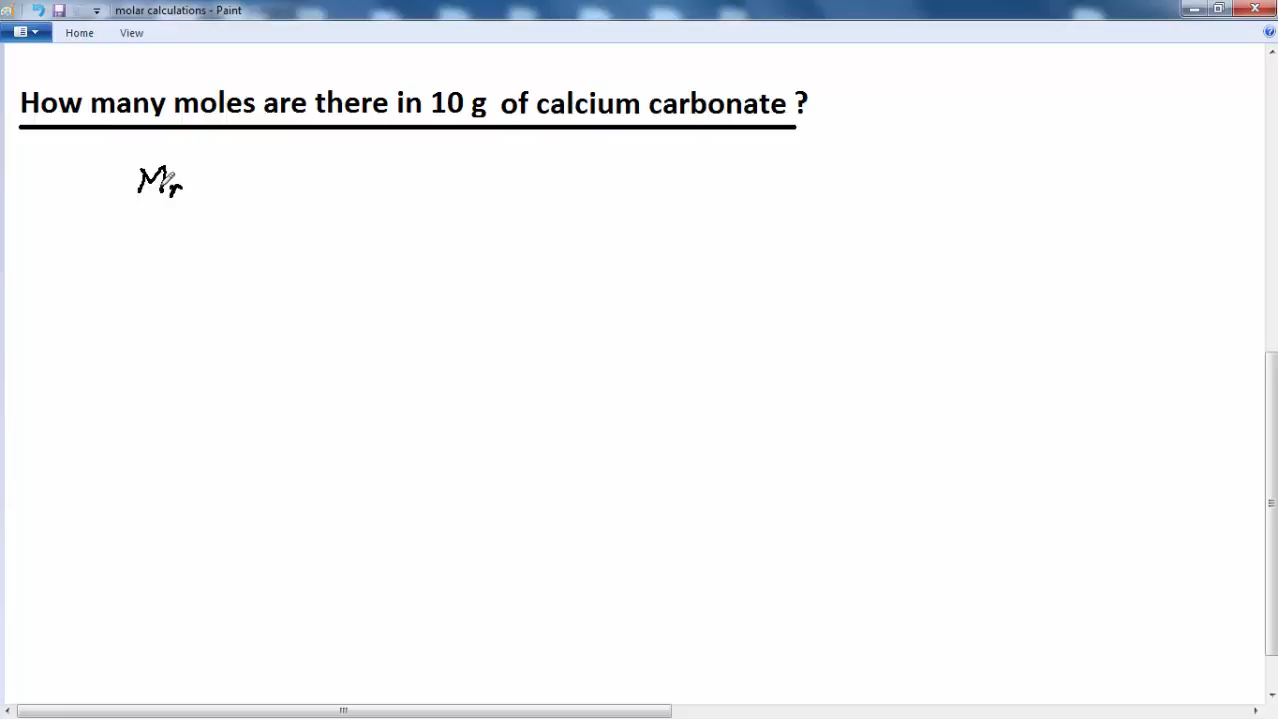 molar calculations - Paint
Home View
How many moles are there in 10 g of calcium carbonate ?
Mr